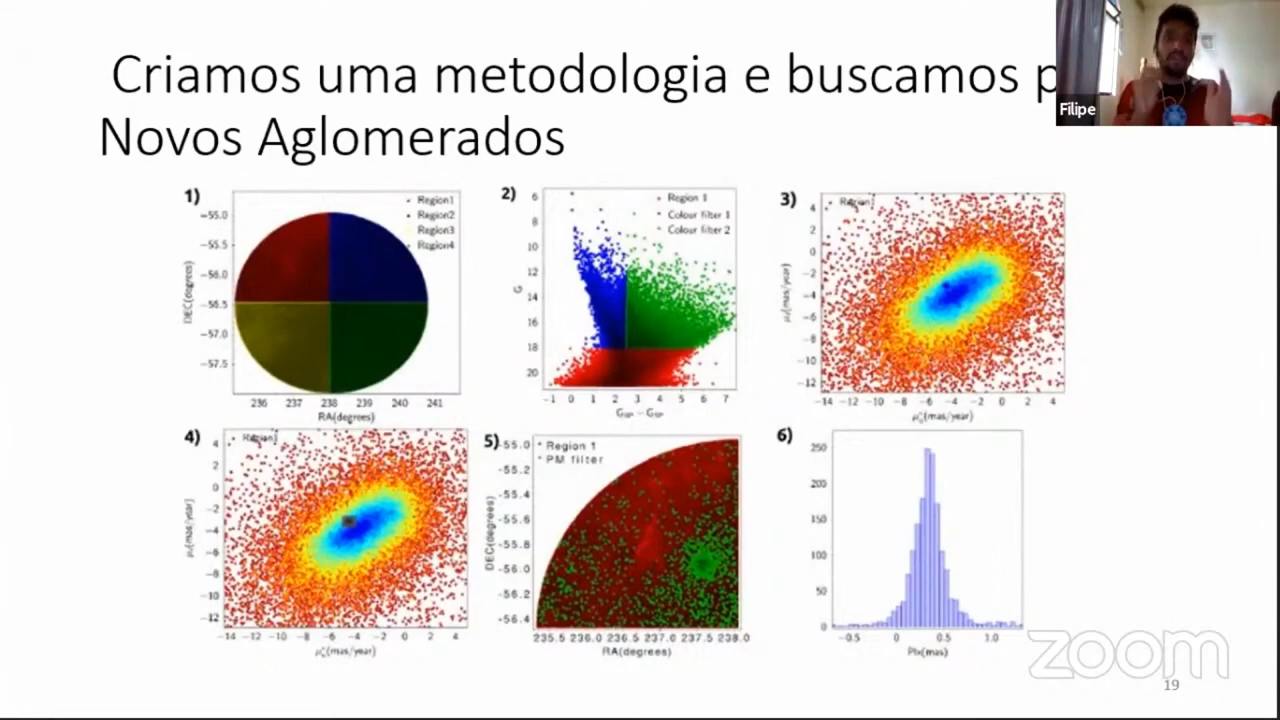 Criamos uma metodologia e buscamos p
Novos Aglomerados
Filipe
1)
Region1
Region2
Region3
Region4
−55.0
−55.5
−56.0
−56.5
−57.0
−57.5
DEC(degrees)
236 237 238 239 240 241
RA(degrees)
2)
Region 1
Colour filter 1
Colour filter 2
6
8
10
12
14
16
18
20
G
−1 0 1 2 3 4 5 6 7
3)
4
2
0
−2
−4
−6
−8
−10
−12
(mas/year)
−14 −12 −10 −8 −6 −4 −2 0 2 4
(mas/year)
4)
4
2
0
−2
−4
−6
−8
−10
−12
−14 −12 −10 −8 −6 −4 −2 0 2 4
(mas/year)
5)
Region 1
PM filter
-55.0
-55.2
-55.4
-55.6
-55.8
-56.0
-56.2
-56.4
DEC(degrees)
235.5 236.0 236.5 237.0 237.5 238.0
RA(degrees)
6)
250
200
150
100
50
0
−0.5 0 0.5 1.0
Plx(mas)
zoom
19